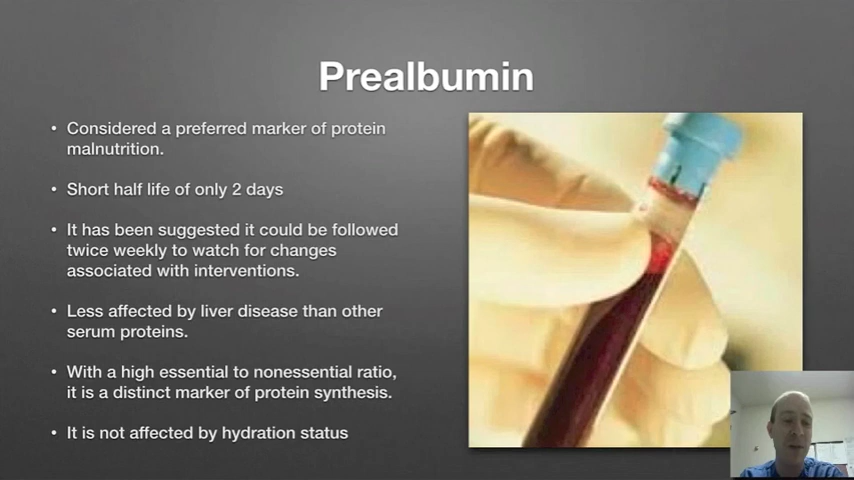 Prealbumin
• Considered a preferred marker of protein
malnutrition.
• Short half life of only 2 days
• It has been suggested it could be followed
twice weekly to watch for changes
associated with interventions.
• Less affected by liver disease than other
serum proteins.
• With a high essential to nonessential ratio,
it is a distinct marker of protein synthesis.
• It is not affected by hydration status